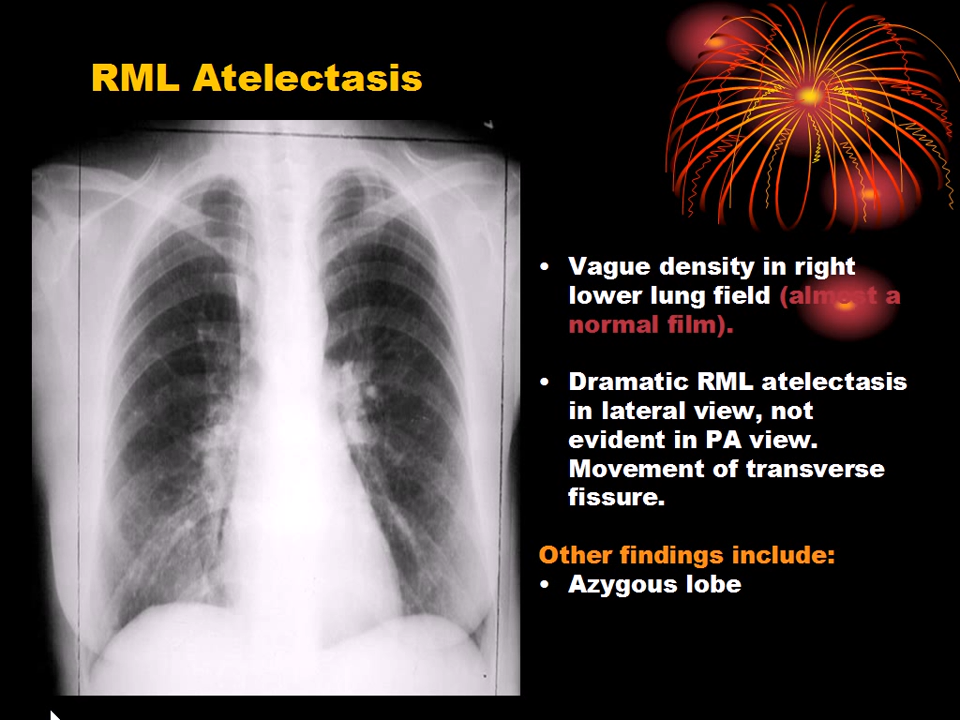 RML Atelectasis
• Vague density in right
lower lung field (almost a
normal film).
• Dramatic RML atelectasis
in lateral view, not
evident in PA view.
Movement of transverse
fissure.
Other findings include:
• Azygous lobe